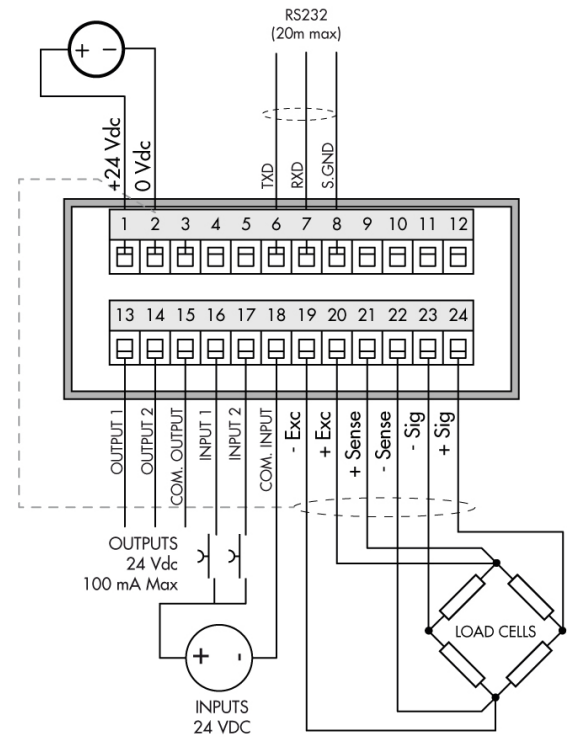 RS232
(20m max)
+ −
+24 Vdc
0 Vdc
TXD
RXD
S.GND
1 2 3 4 5 6 7 8 9 10 11 12
13 14 15 16 17 18 19 20 21 22 23 24
OUTPUT 1
OUTPUT 2
COM. OUTPUT
INPUT 1
INPUT 2
COM. INPUT
- Exc
+ Exc
+ Sense
- Sense
- Sig
+ Sig
OUTPUTS
24 Vdc
100 mA Max
LOAD CELLS
+ -
INPUTS
24 VDC